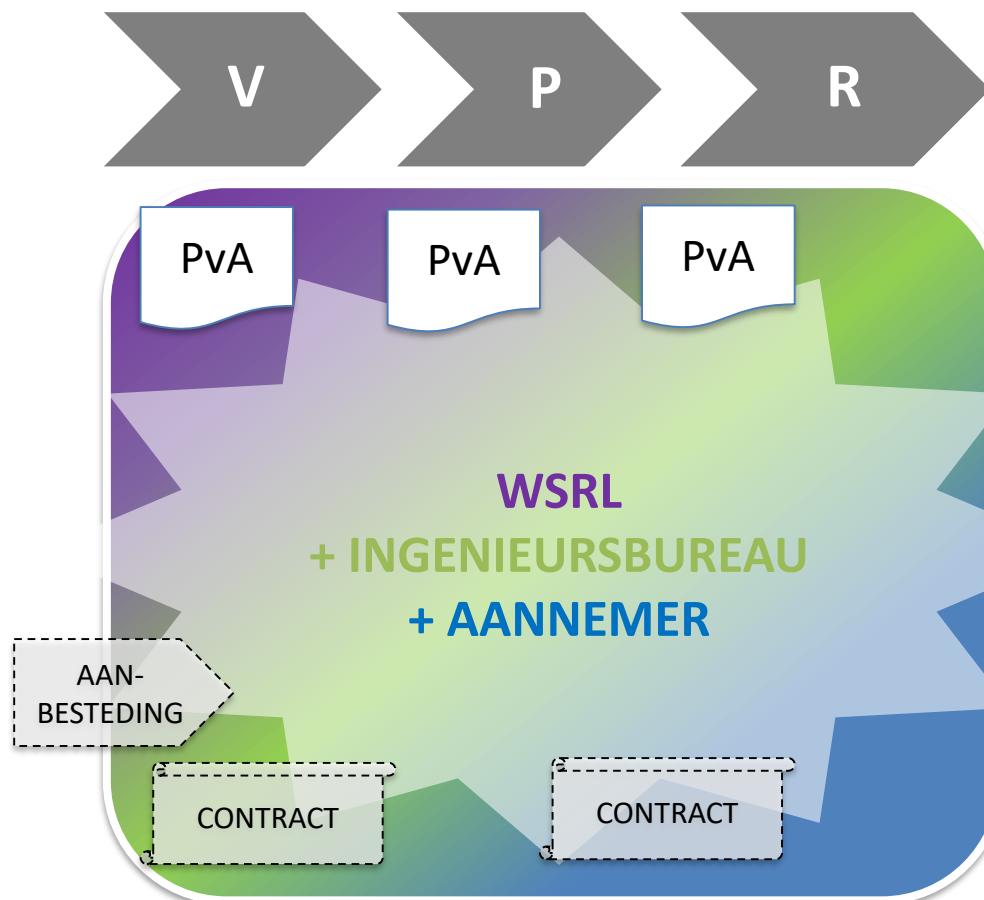 V P R
PvA PvA PvA
WSRL
+ INGENIEURSBUREAU
+ AANNEMER
AAN-
BESTEDING
CONTRACT CONTRACT